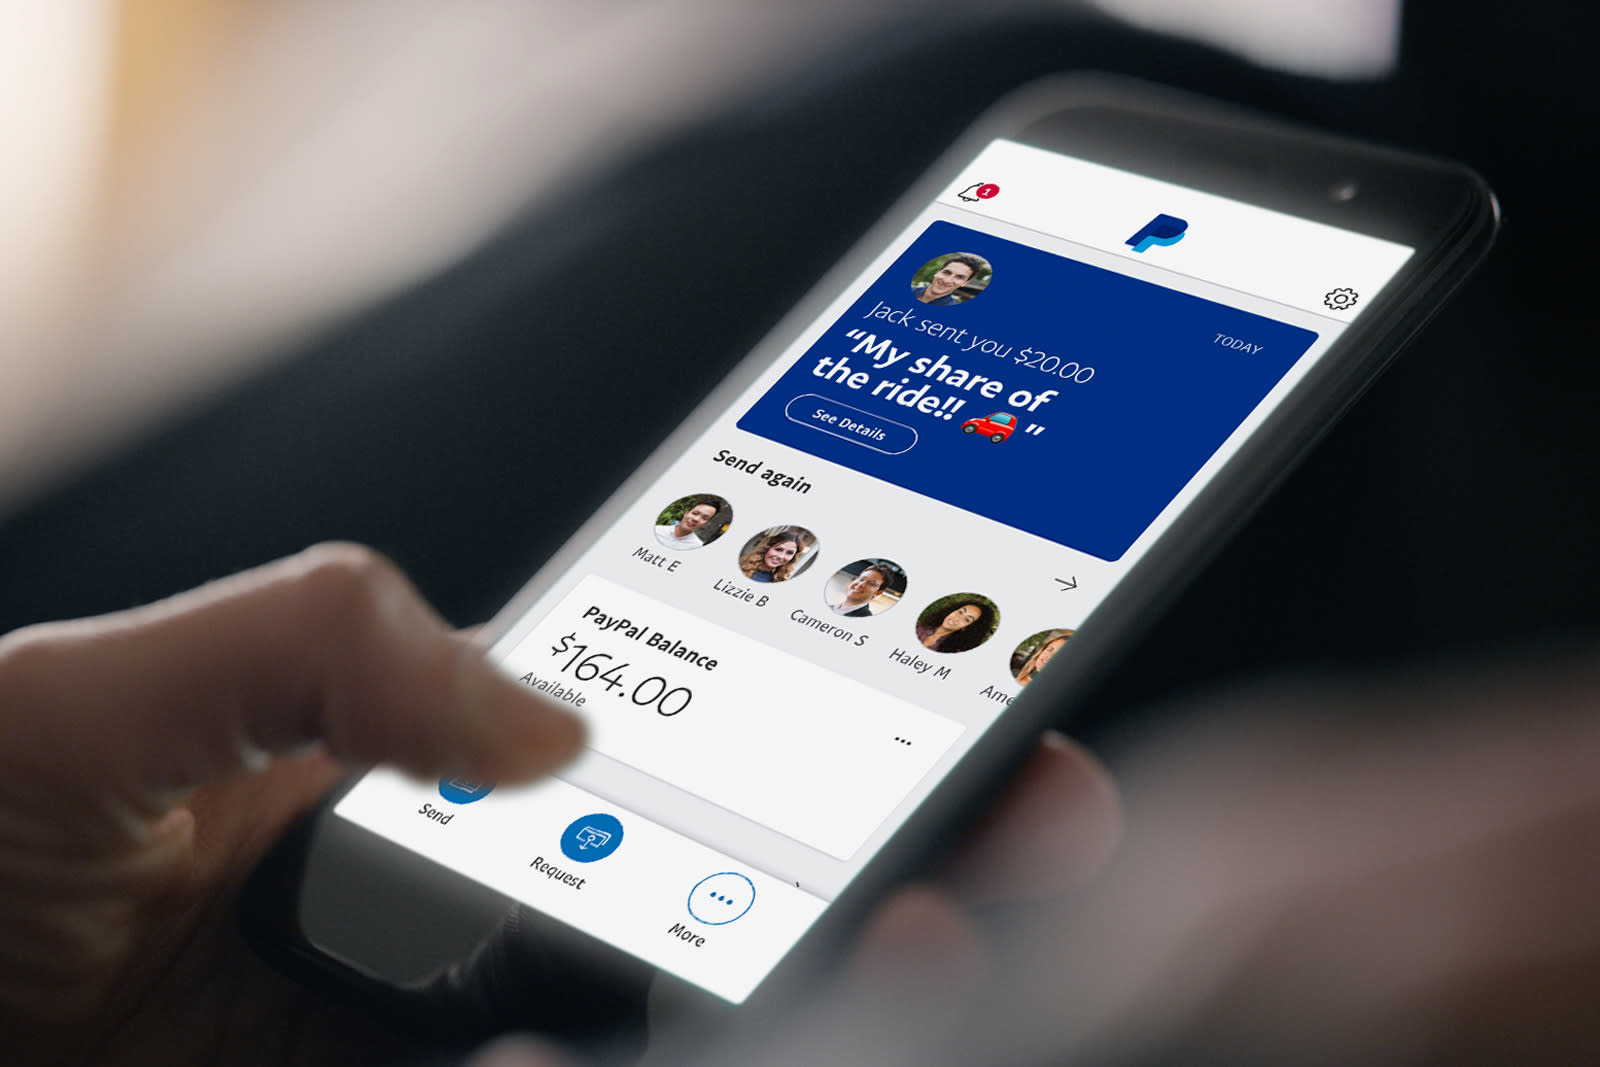 1
TODAY
Jack sent you $20.00
“My share of
the ride!! 🚗 ”
See Details
Send again
Matt E
Lizzie B
Cameron S
Haley M
Ame
PayPal Balance
$164.00
Available
Send
Request
More